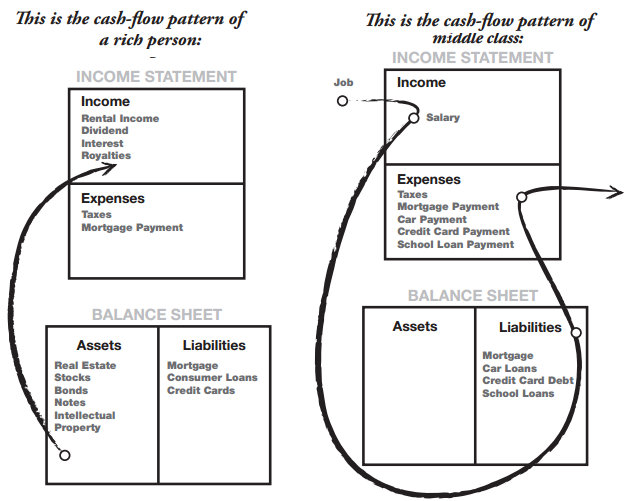 This is the cash-flow pattern of
a rich person:
INCOME STATEMENT
Income
Rental Income
Dividend
Interest
Royalties
Expenses
Taxes
Mortgage Payment
BALANCE SHEET
Assets
Real Estate
Stocks
Bonds
Notes
Intellectual
Property
Liabilities
Mortgage
Consumer Loans
Credit Cards
This is the cash-flow pattern of
middle class:
INCOME STATEMENT
Job
Income
Salary
Expenses
Taxes
Mortgage Payment
Car Payment
Credit Card Payment
School Loan Payment
BALANCE SHEET
Assets
Liabilities
Mortgage
Car Loans
Credit Card Debt
School Loans